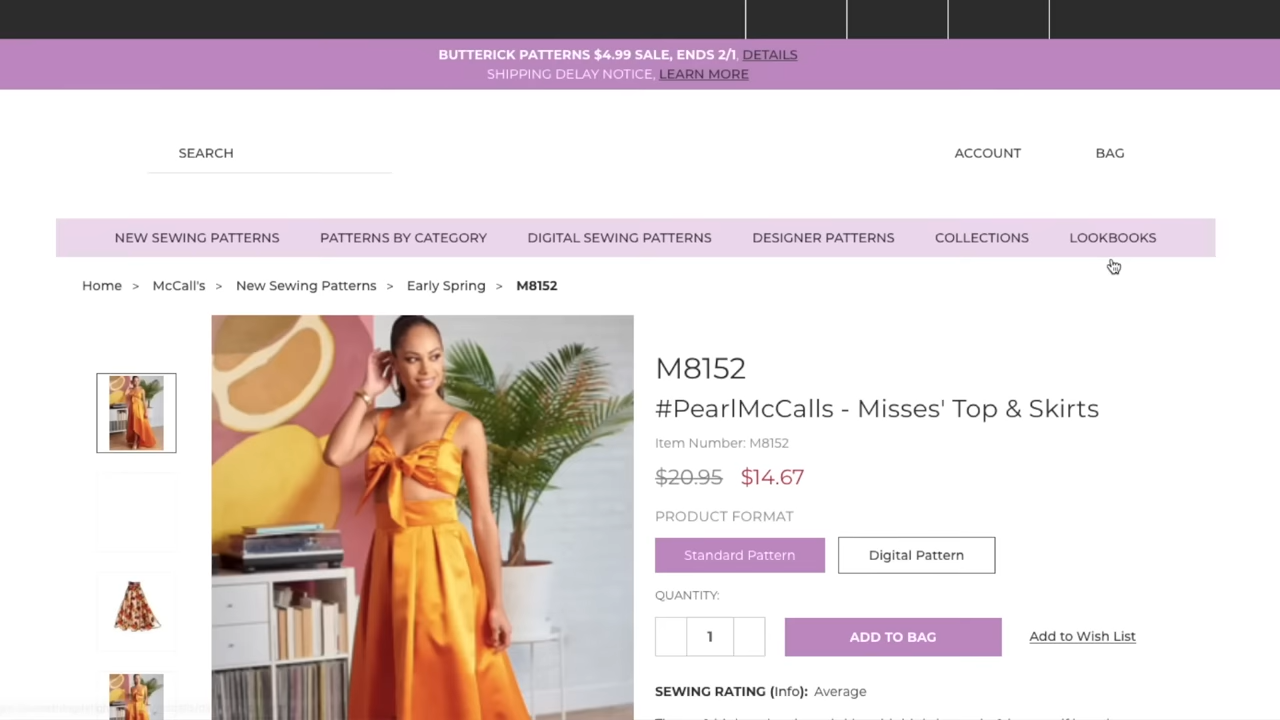 BUTTERICK PATTERNS $4.99 SALE, ENDS 2/1, DETAILS
SHIPPING DELAY NOTICE, LEARN MORE
SEARCH
ACCOUNT
BAG
NEW SEWING PATTERNS
PATTERNS BY CATEGORY
DIGITAL SEWING PATTERNS
DESIGNER PATTERNS
COLLECTIONS
LOOKBOOKS
Home > McCall's > New Sewing Patterns > Early Spring > M8152
M8152
#PearlMcCalls - Misses' Top & Skirts
Item Number: M8152
$20.95 $14.67
PRODUCT FORMAT
Standard Pattern
Digital Pattern
QUANTITY:
1
ADD TO BAG
Add to Wish List
SEWING RATING (Info): Average